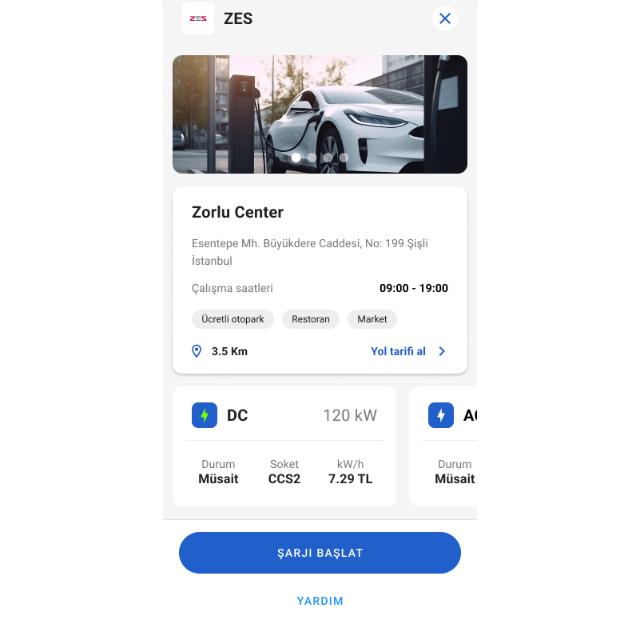 ZES
ZES
Zorlu Center
Esentepe Mh. Büyükdere Caddesi, No: 199 Şişli
İstanbul
Çalışma saatleri 09:00 - 19:00
Ücretli otopark Restoran Market
3.5 Km Yol tarifi al
DC 120 kW
Durum Soket kW/h
Müsait CCS2 7.29 TL
Durum
Müsait
ŞARJI BAŞLAT
YARDIM